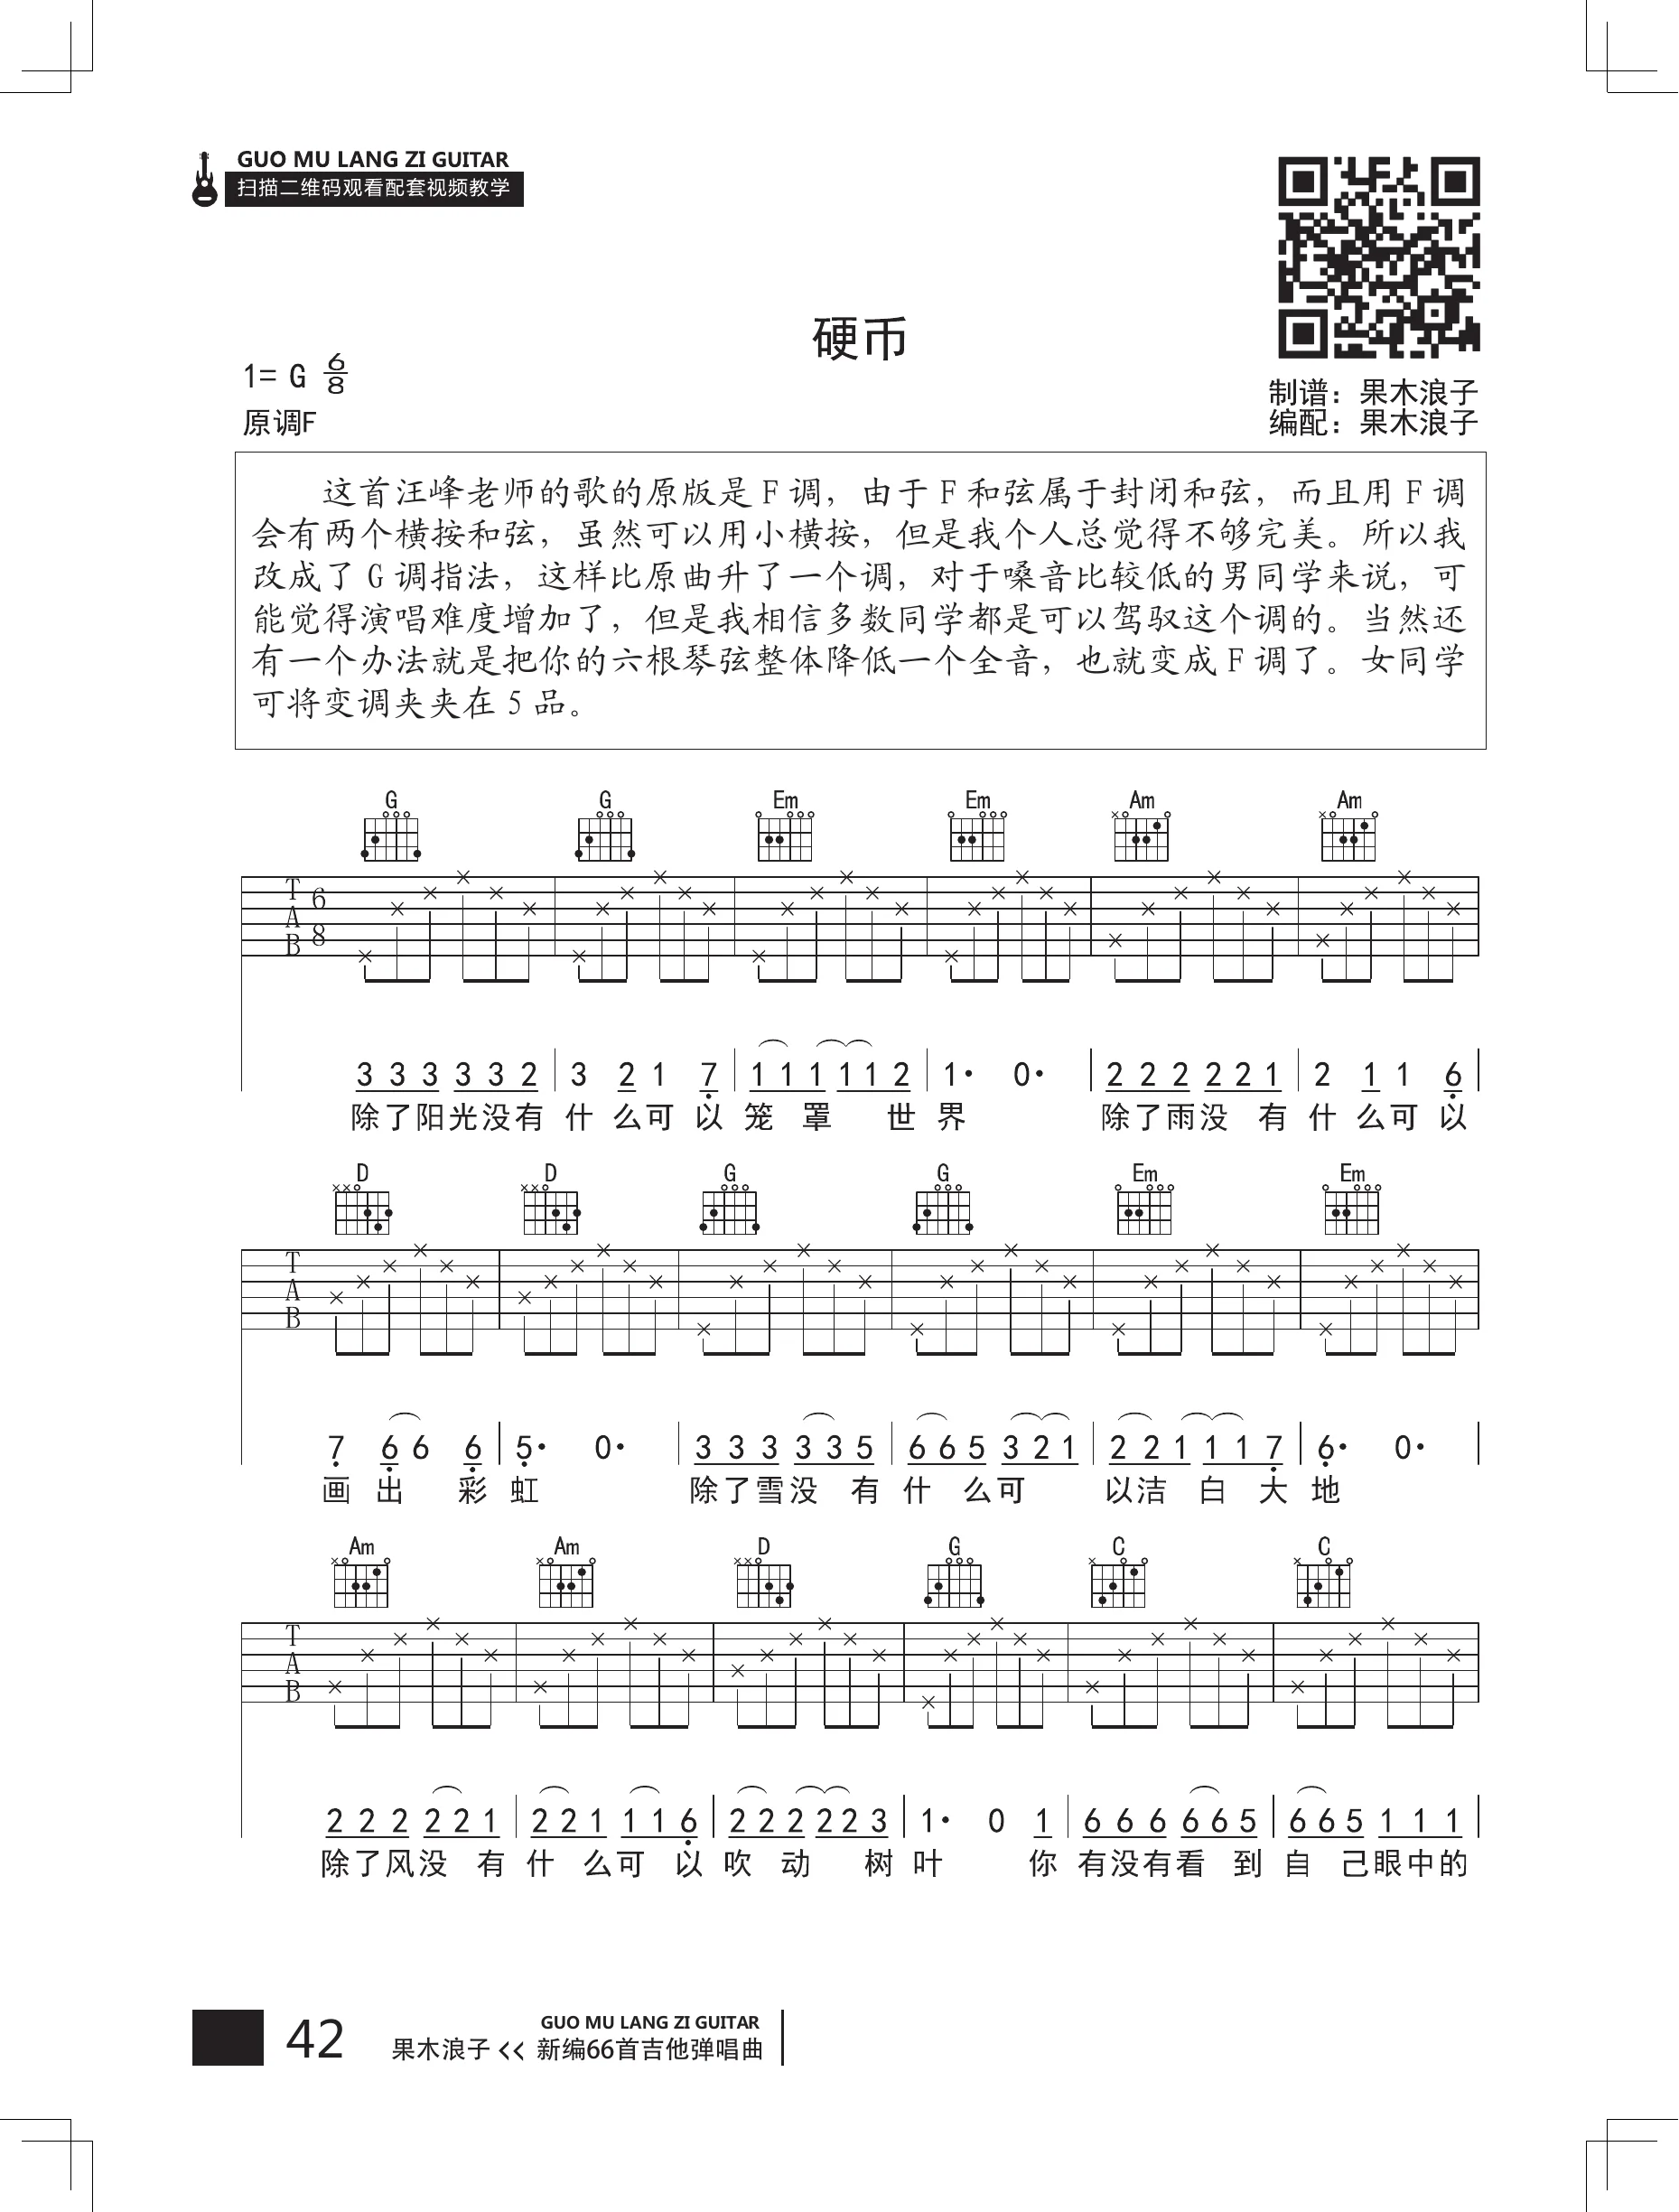 GUO MU LANG ZI GUITAR
扫描二维码观看配套视频教学
硬币
1= G 6/8
原调F
制谱：果木浪子
编配：果木浪子
这首汪峰老师的歌的原版是 F 调，由于 F 和弦属于封闭和弦，而且用 F 调
会有两个横按和弦，虽然可以用小横按，但是我个人总觉得不够完美。所以我
改成了 G 调指法，这样比原曲升了一个调，对于嗓音比较低的男同学来说，可
能觉得演唱难度增加了，但是我相信多数同学都是可以驾驭这个调的。当然还
有一个办法就是把你的六根琴弦整体降低一个全音，也就变成 F 调了。女同学
可将变调夹夹在 5 品。
G G Em Em Am Am
T A B 6 8
3 3 3 3 3 2 | 3 2 1 7 | 1 1 1 1 1 2 | 1· 0· | 2 2 2 2 2 1 | 2 1 1 6 |
除了阳光没有 什 么可 以 笼 罩 世 界 除了雨没 有 什 么可 以
D D G G Em Em
T A B
7 6 6 6 | 5· 0· | 3 3 3 3 3 5 | 6 6 5 3 2 1 | 2 2 1 1 1 7 | 6· 0· |
画 出 彩 虹 除了雪没 有 什 么可 以洁 白 大 地
Am Am D G C C
T A B
2 2 2 2 2 1 | 2 2 1 1 1 6 | 2 2 2 2 2 3 | 1· 0 1 | 6 6 6 6 6 5 | 6 6 5 1 1 1 |
除了风没 有 什 么可 以 吹 动 树 叶 你 有没有看 到 自 己眼中的
42
GUO MU LANG ZI GUITAR
果木浪子 << 新编66首吉他弹唱曲